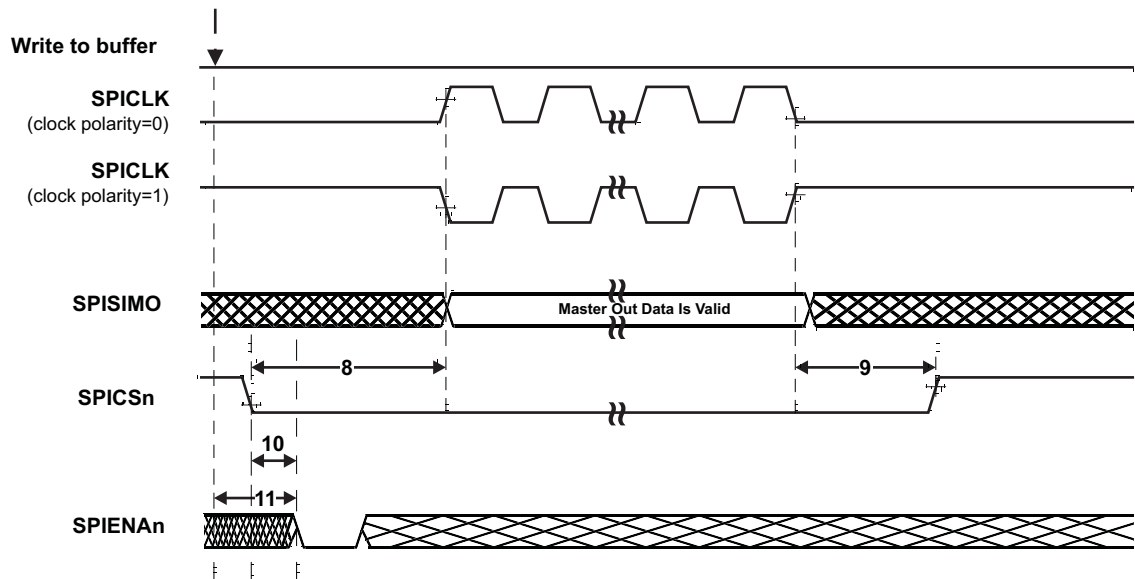 Write to buffer
SPICLK
(clock polarity=0)
SPICLK
(clock polarity=1)
SPISIMO
Master Out Data Is Valid
8
9
SPICSn
10
11
SPIENAn